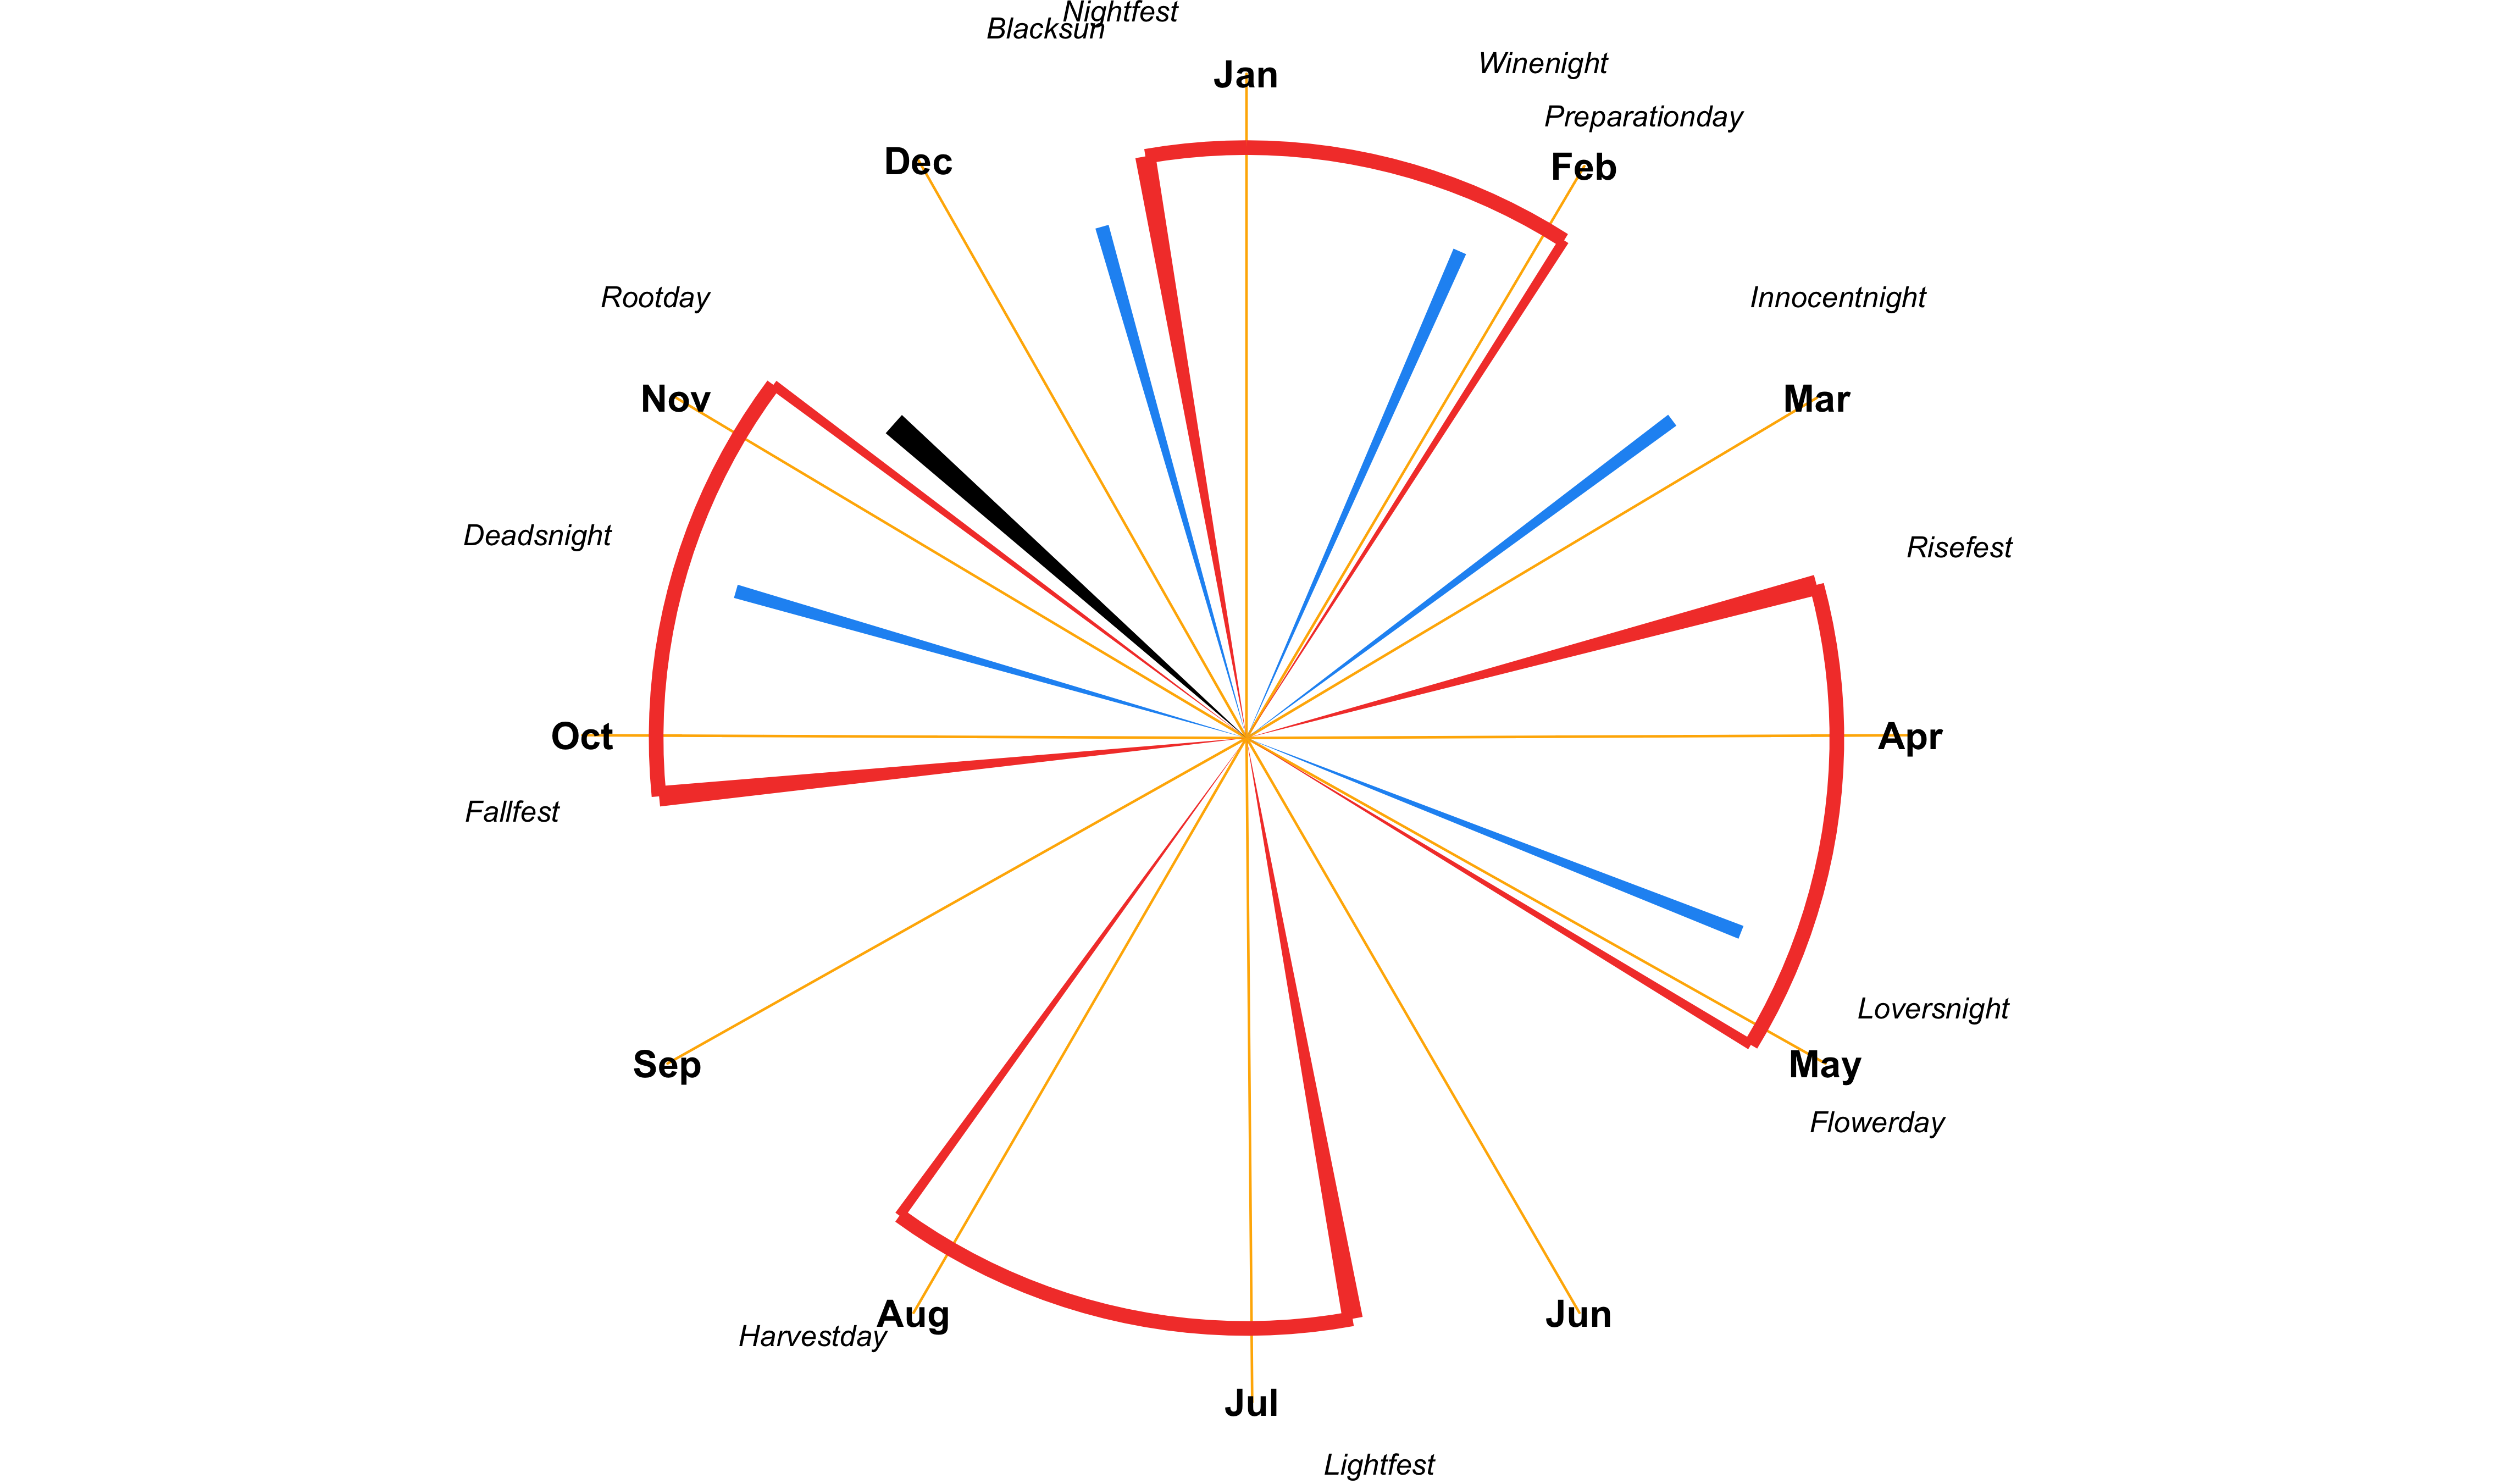 Nightfest
Blacksun
Winenight
Jan
Preparationday
Dec
Feb
Rootday
Innocentnight
Nov
Mar
Deadsnight
Risefest
Oct
Apr
Fallfest
Loversnight
Sep
May
Flowerday
Aug
Jun
Harvestday
Jul
Lightfest